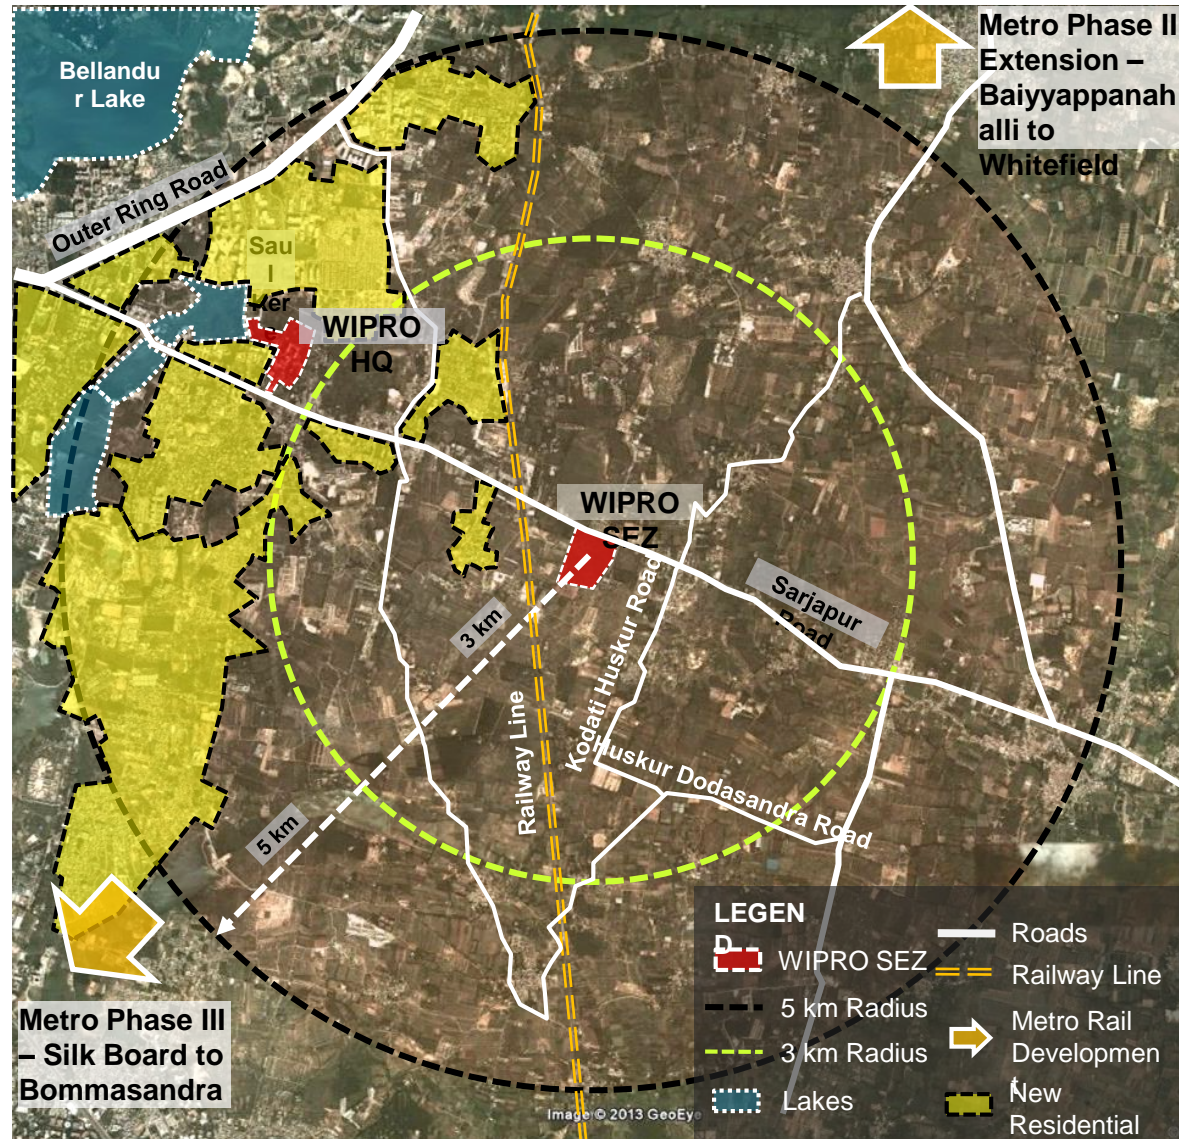 Bellandu
r Lake
Metro Phase II
Extension –
Baiyyappanah
alli to
Whitefield
Outer Ring Road
Sau
l
Ker
WIPRO
HQ
WIPRO
SEZ
Sarjapur
Road
3 km
Kodati Huskur Road
Railway Line
Huskur Dodasandra Road
5 km
Metro Phase III
– Silk Board to
Bommasandra
LEGEN
D
WIPRO SEZ
5 km Radius
3 km Radius
Lakes
Roads
Railway Line
Metro Rail
Developmen
t
New
Residential
Image © 2013 GeoEye